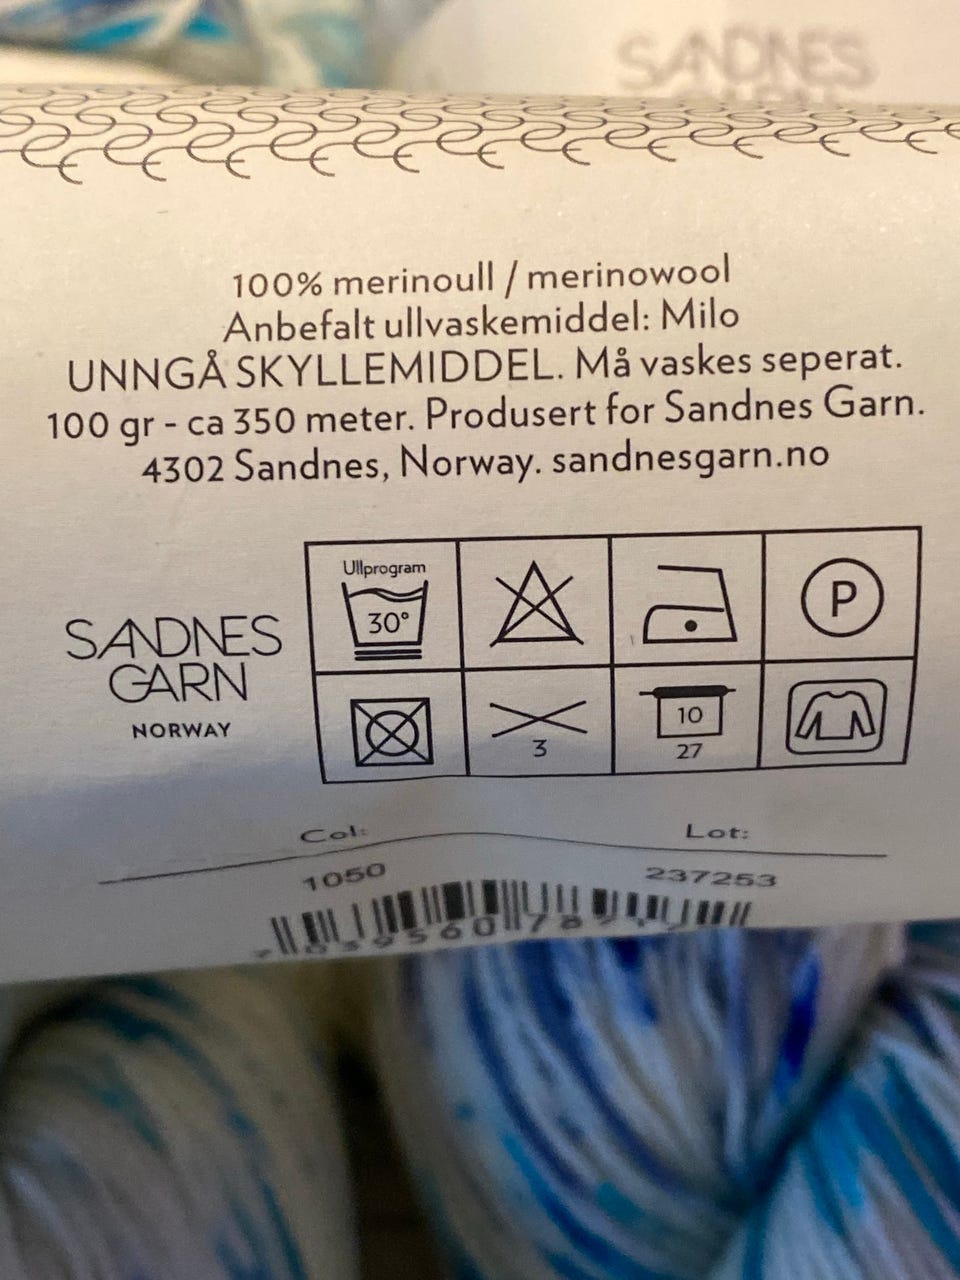 SANDNES
100% merinoull / merinowool
Anbefalt ullvaskemiddel: Milo
UNNGÅ SKYLLEMIDDEL. Må vaskes seperat.
100 gr - ca 350 meter. Produsert for Sandnes Garn.
4302 Sandnes, Norway. sandnesgarn.no
SANDNES
GARN
NORWAY
Ullprogram
30°
P
3
10
27
Col:
Lot:
1050
237253